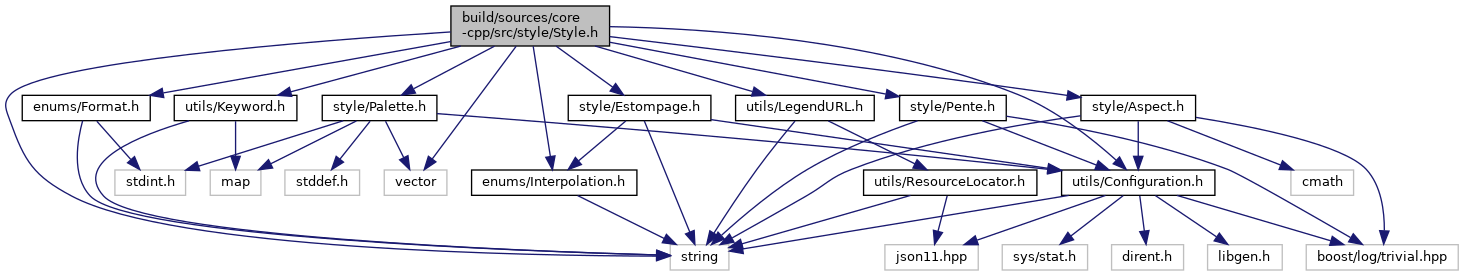 build/sources/core
-cpp/src/style/Style.h
enums/Format.h
utils/Keyword.h
style/Palette.h
style/Estompage.h
utils/LegendURL.h
style/Pente.h
style/Aspect.h
stdint.h
map
stddef.h
vector
enums/Interpolation.h
utils/ResourceLocator.h
utils/Configuration.h
cmath
string
json11.hpp
sys/stat.h
dirent.h
libgen.h
boost/log/trivial.hpp